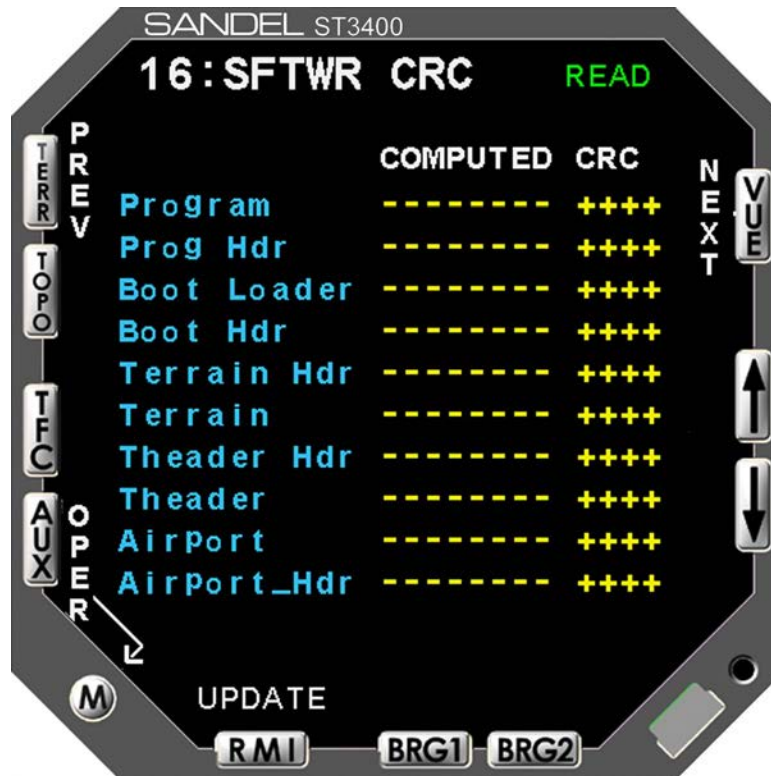 SANDEL ST3400
16:SFTWR CRC READ
PREV
TERR
COMPUTED CRC
NEXT
VUE
Program -------- ++++
Prog Hdr -------- ++++
TOPO
Boot Loader -------- ++++
Boot Hdr -------- ++++
Terrain Hdr -------- ++++
TFC
Terrain -------- ++++
Theader Hdr -------- ++++
Theader -------- ++++
AUX
OPER
Airport -------- ++++
Airport_Hdr -------- ++++
M
UPDATE
RMI BRG1 BRG2